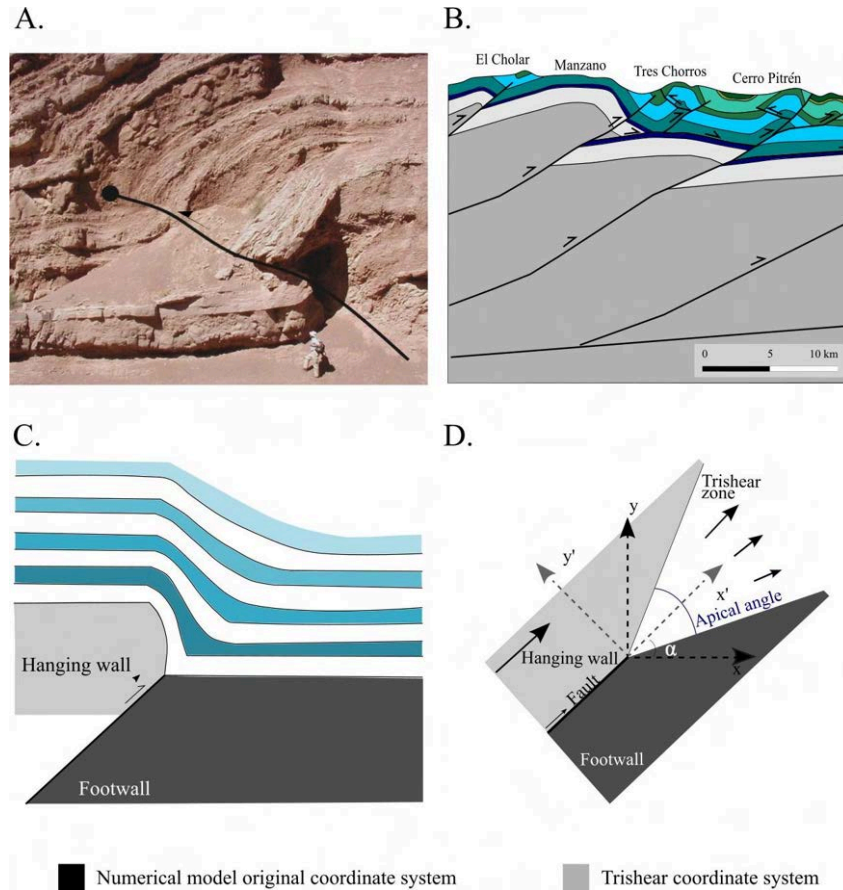 A.
B.
El Cholar
Manzano
Tres Chorros
Cerro Pitrén
0 5 10 km
C.
Hanging wall
Footwall
D.
Trishear
zone
y
y'
x'
Apical angle
α
x
Hanging wall
Fault
Footwall
Numerical model original coordinate system
Trishear coordinate system